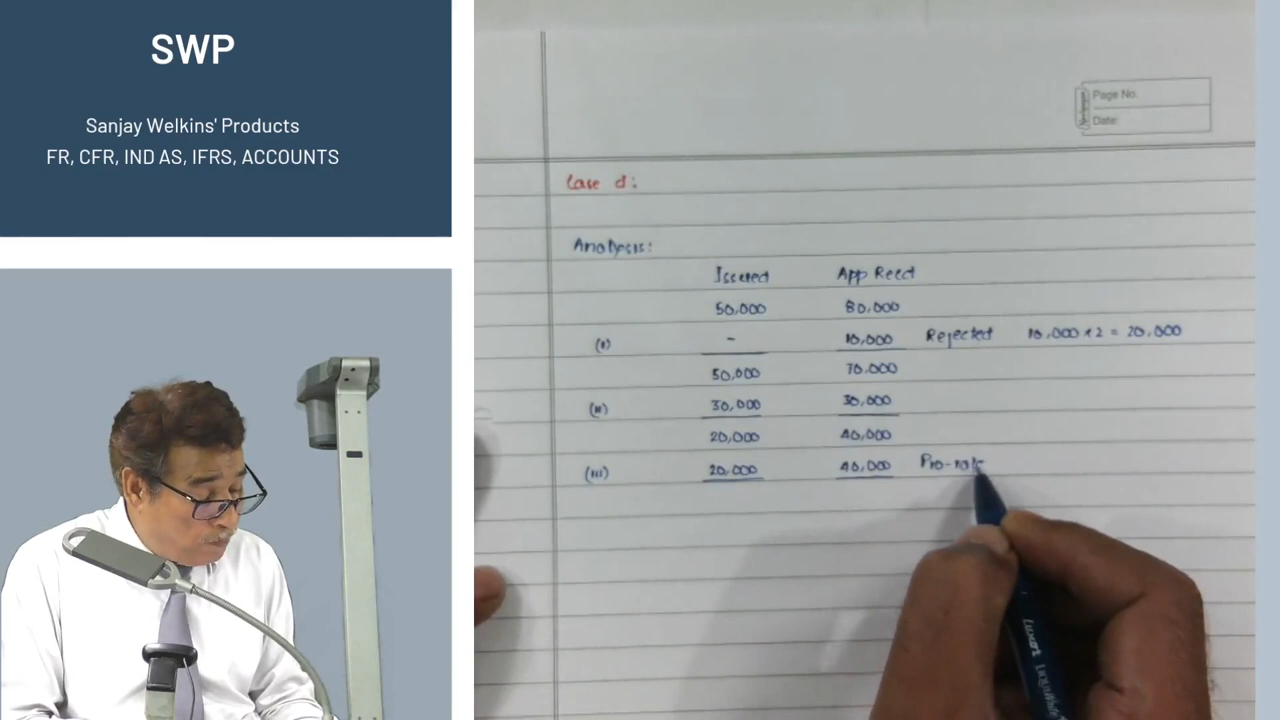 SWP
Sanjay Welkins' Products
FR, CFR, IND AS, IFRS, ACCOUNTS
Page No.
Date:
Case d:
Analysis:
Issued App Recd
50,000 80,000
(i) - 10,000 Rejected 10,000 × 2 = 20,000
50,000 70,000
(ii) 30,000 30,000
20,000 40,000
(iii) 20,000 40,000 Pro-rat